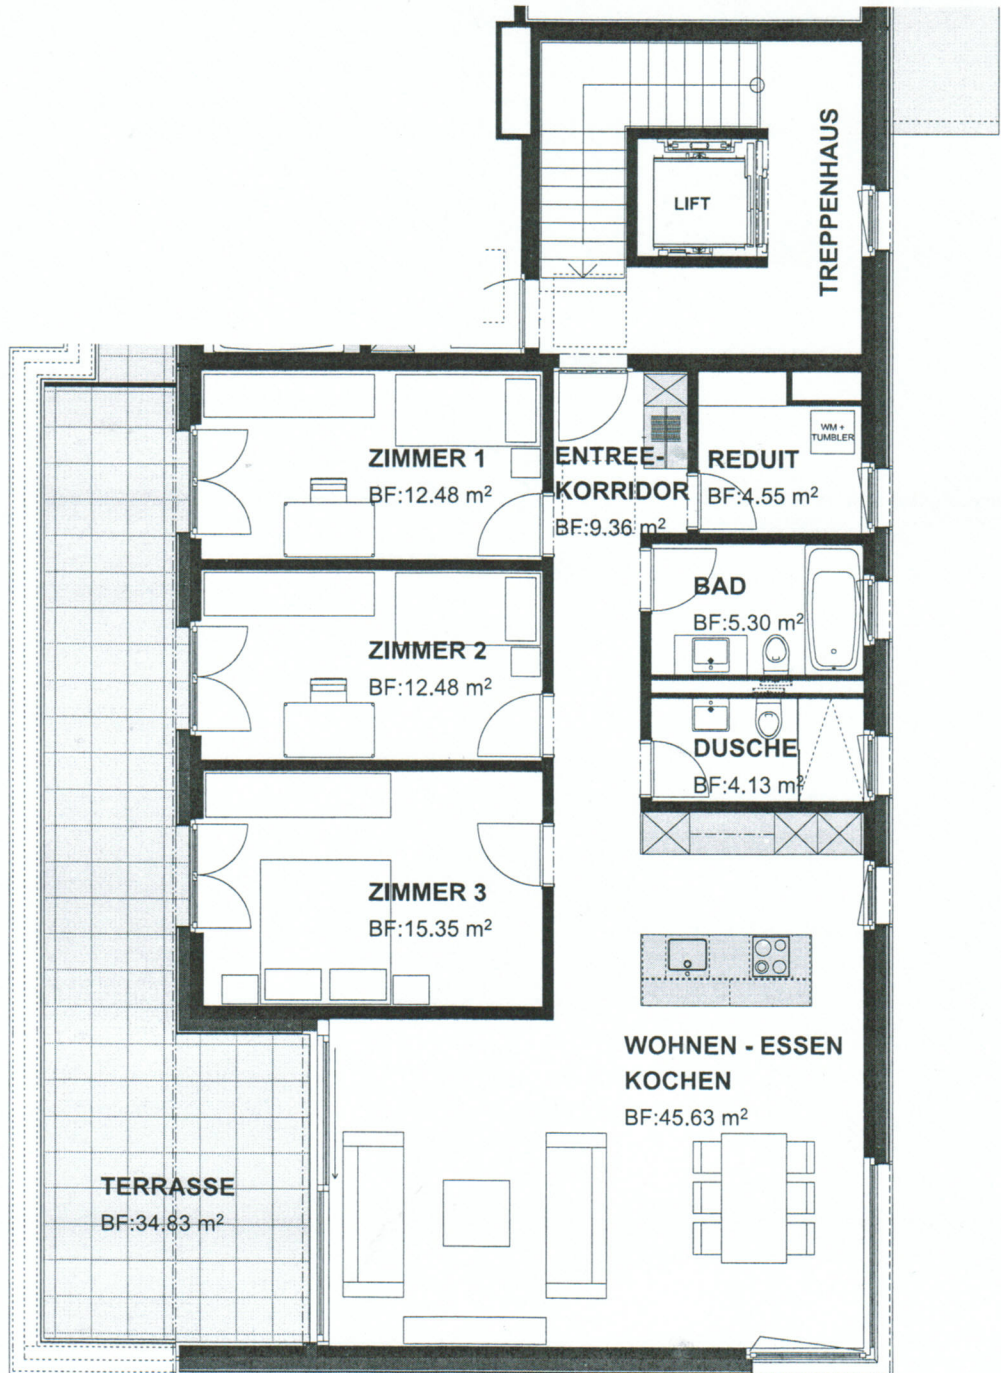 TREPPENHAUS
LIFT
ZIMMER 1
BF:12.48 m²
ENTREE-
KORRIDOR
BF:9.36 m²
REDUIT
BF:4.55 m²
WM +
TUMBLER
BAD
BF:5.30 m²
ZIMMER 2
BF:12.48 m²
DUSCHE
BF:4.13 m²
ZIMMER 3
BF:15.35 m²
WOHNEN - ESSEN
KOCHEN
BF:45.63 m²
TERRASSE
BF:34.83 m²